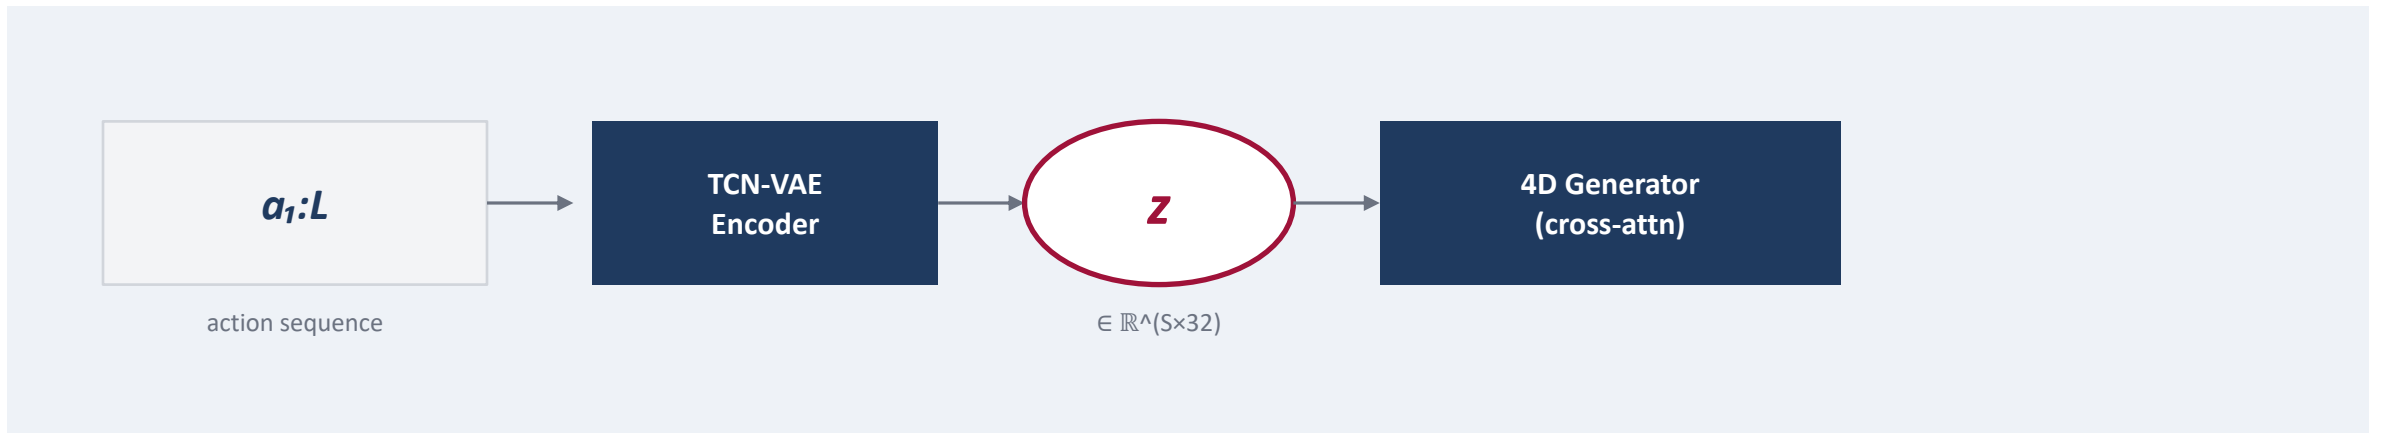 a₁:L
action sequence
TCN-VAE
Encoder
z
∈ ℝ^(S×32)
4D Generator
(cross-attn)